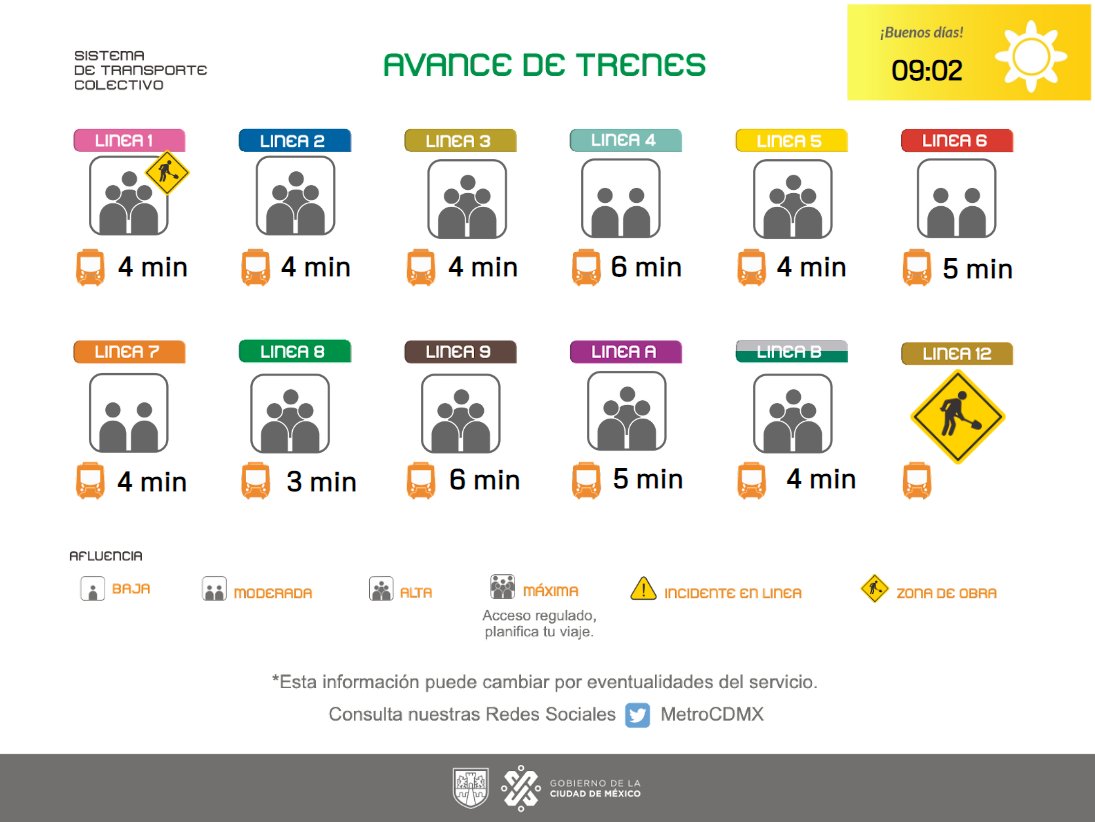 SISTEMA
DE TRANSPORTE
COLECTIVO
AVANCE DE TRENES
¡Buenos días!
09:02
LINEA 1
LINEA 2
LINEA 3
LINEA 4
LINEA 5
LINEA 6
4 min
4 min
4 min
6 min
4 min
5 min
LINEA 7
LINEA 8
LINEA 9
LINEA A
LINEA B
LINEA 12
4 min
3 min
6 min
5 min
4 min
AFLUENCIA
BAJA
MODERADA
ALTA
MÁXIMA
Acceso regulado,
planifica tu viaje.
INCIDENTE EN LINEA
ZONA DE OBRA
*Esta información puede cambiar por eventualidades del servicio.
Consulta nuestras Redes Sociales MetroCDMX
GOBIERNO DE LA
CIUDAD DE MÉXICO